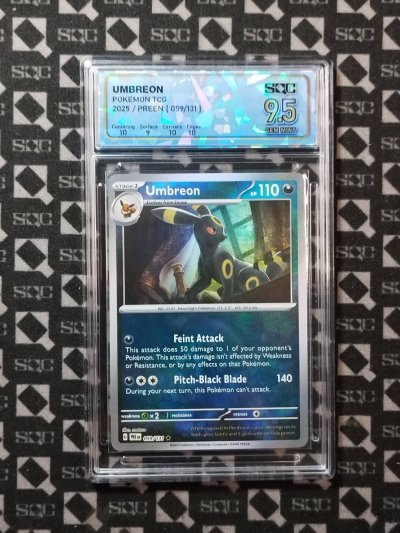 UMBREON
POKEMON TCG
2025 / PREEN [ 059/131 ]
Centering Surface Corners Edges
10 9 10 10
SQC
9.5
GEM MINT
STAGE 1
Umbreon
HP 110
Evolves from Eevee
Feint Attack
This attack does 50 damage to 1 of your opponent's
Pokémon. This attack's damage isn't affected by Weakness
or Resistance, or by any effects on that Pokémon.
Pitch-Black Blade 140
During your next turn, this Pokémon can't attack.
weakness ×2 resistance retreat
059/131
SQC